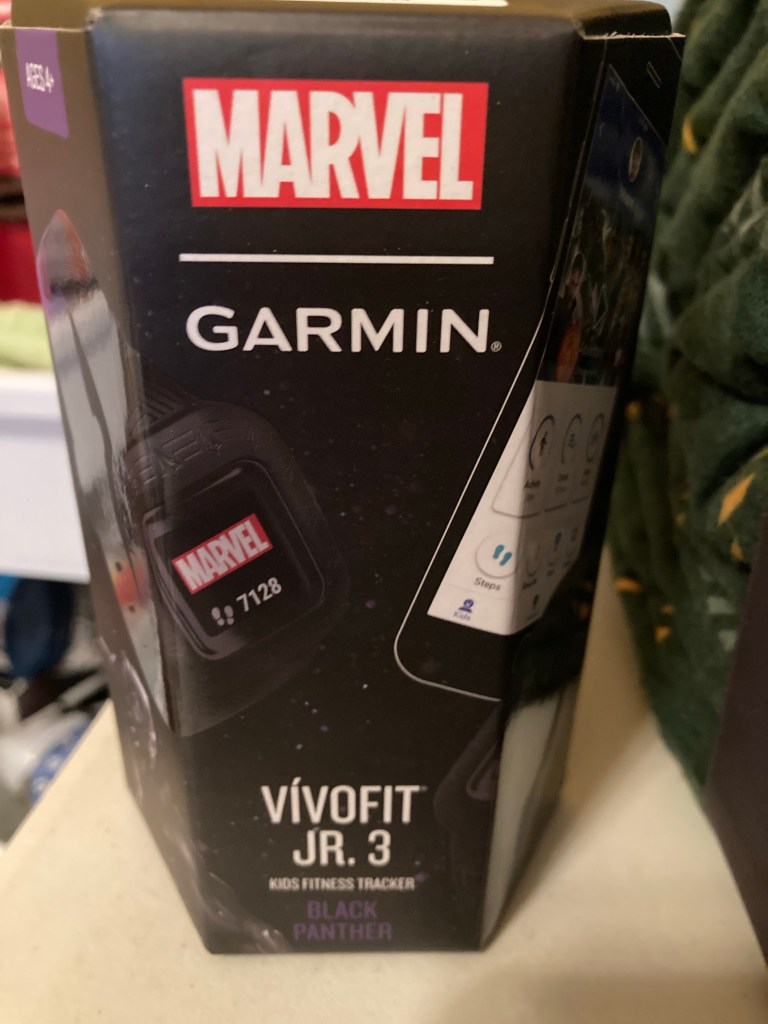 AGES 4+
MARVEL
GARMIN®
MARVEL
7128
Steps
Kids
VÍVOFIT
JR. 3
KIDS FITNESS TRACKER
BLACK
PANTHER